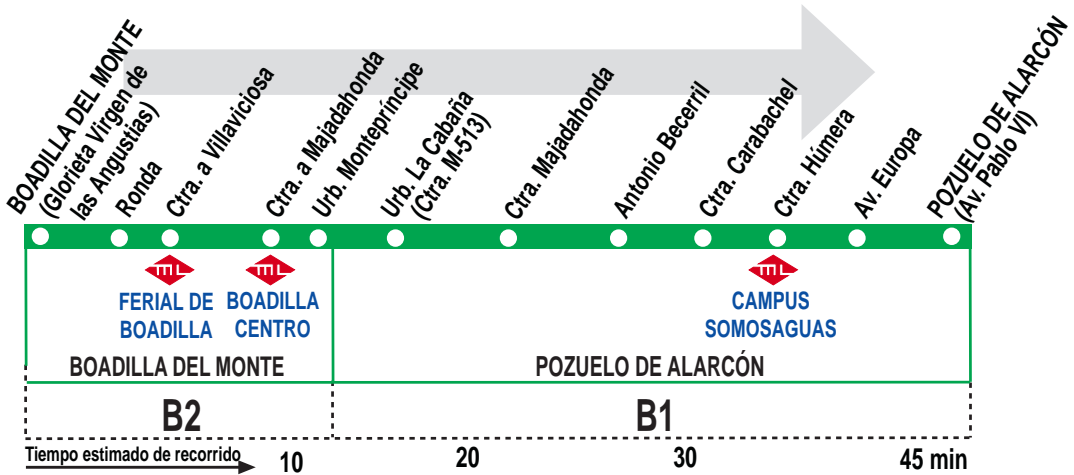 BOADILLA DEL MONTE
(Glorieta Virgen de
las Angustias)
Ronda
Ctra. a Villaviciosa
Ctra. a Majadahonda
Urb. Montepríncipe
Urb. La Cabaña
(Ctra. M-513)
Ctra. Majadahonda
Antonio Becerril
Ctra. Carabachel
Ctra. Húmera
Av. Europa
POZUELO DE ALARCÓN
(Av. Pablo VI)
ML
FERIAL DE
BOADILLA
ML
BOADILLA
CENTRO
ML
CAMPUS
SOMOSAGUAS
BOADILLA DEL MONTE
POZUELO DE ALARCÓN
B2
B1
Tiempo estimado de recorrido
10
20
30
45 min